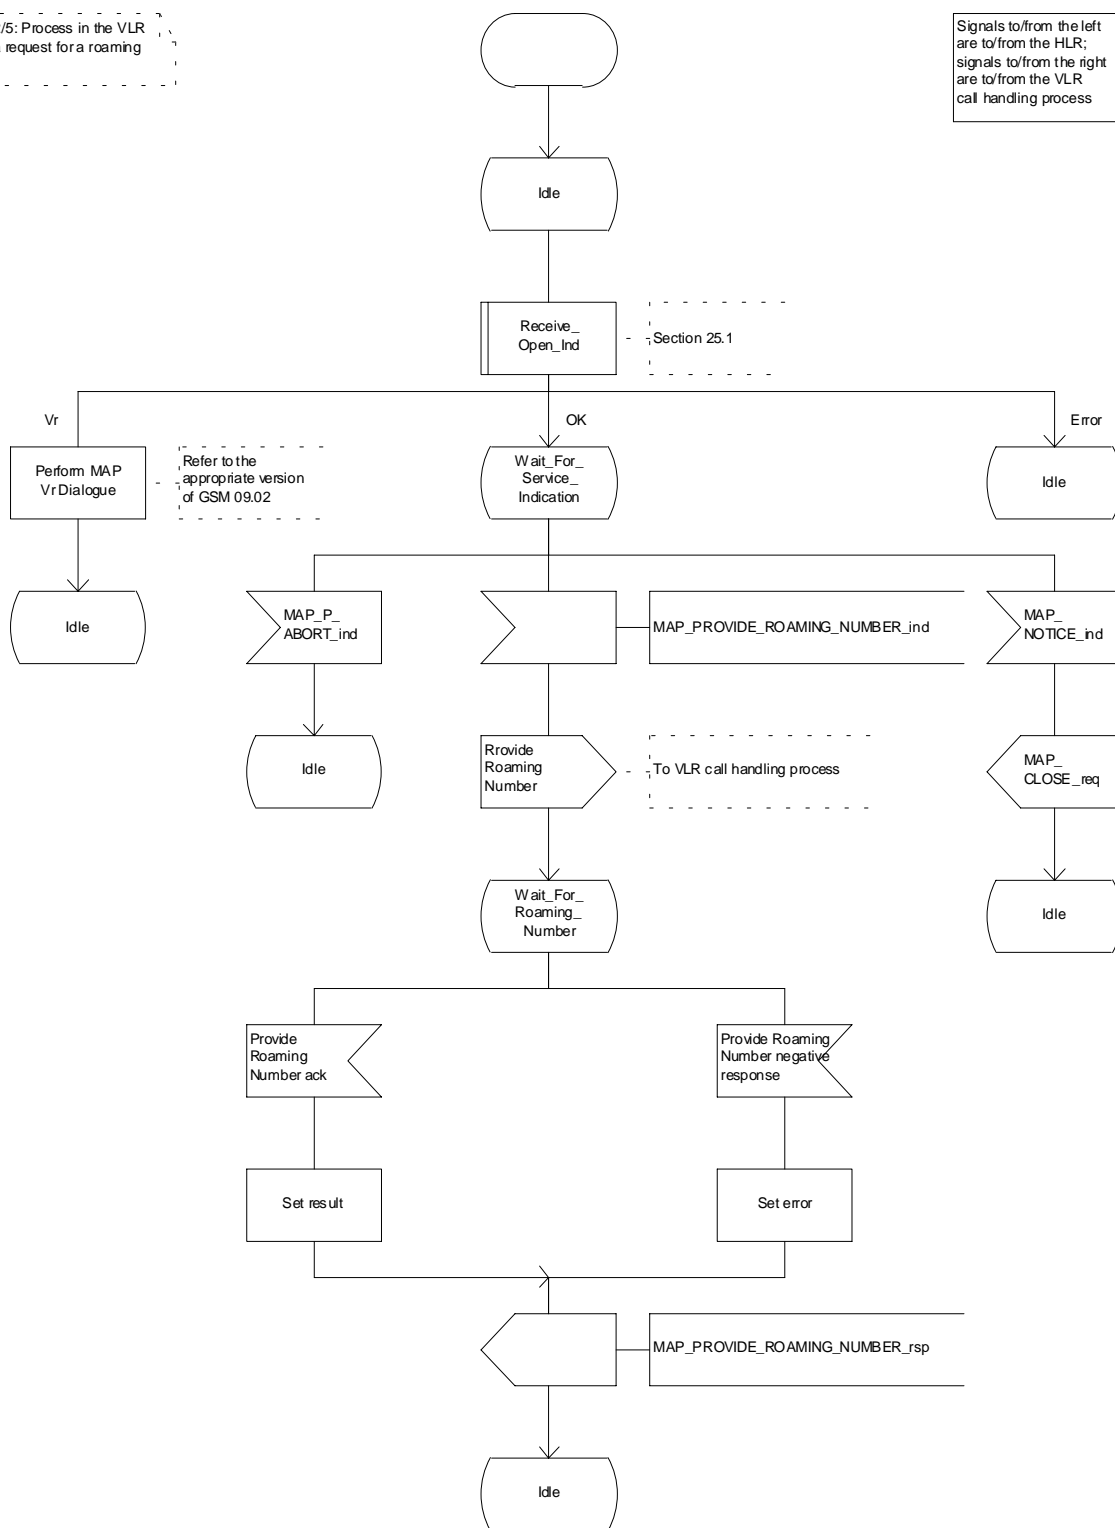 /5: Process in the VLR
request for a roaming
Signals to/from the left
are to/from the HLR;
signals to/from the right
are to/from the VLR
call handling process
Idle
Receive_
Open_Ind
Section 25.1
Vr
OK
Error
Perform MAP
Vr Dialogue
Refer to the
appropriate version
of GSM 09.02
Wait_For_
Service_
Indication
Idle
Idle
MAP_P_
ABORT_ind
MAP_PROVIDE_ROAMING_NUMBER_ind
MAP_
NOTICE_ind
Idle
Rrovide
Roaming
Number
To VLR call handling process
MAP_
CLOSE_req
Wait_For_
Roaming_
Number
Idle
Provide
Roaming
Number ack
Provide Roaming
Number negative
response
Set result
Set error
MAP_PROVIDE_ROAMING_NUMBER_rsp
Idle